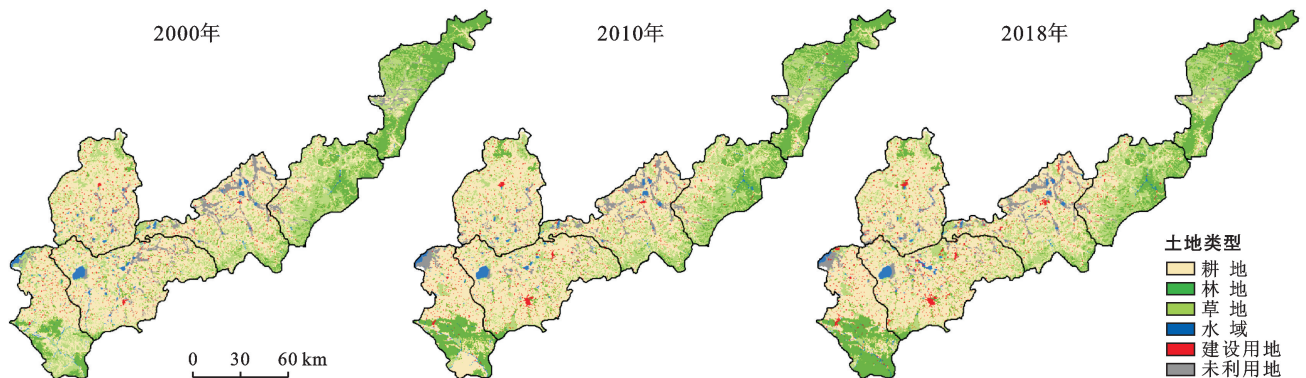 2000年
2010年
2018年
0 30 60 km
土地类型
耕 地
林 地
草 地
水 域
建设用地
未利用地